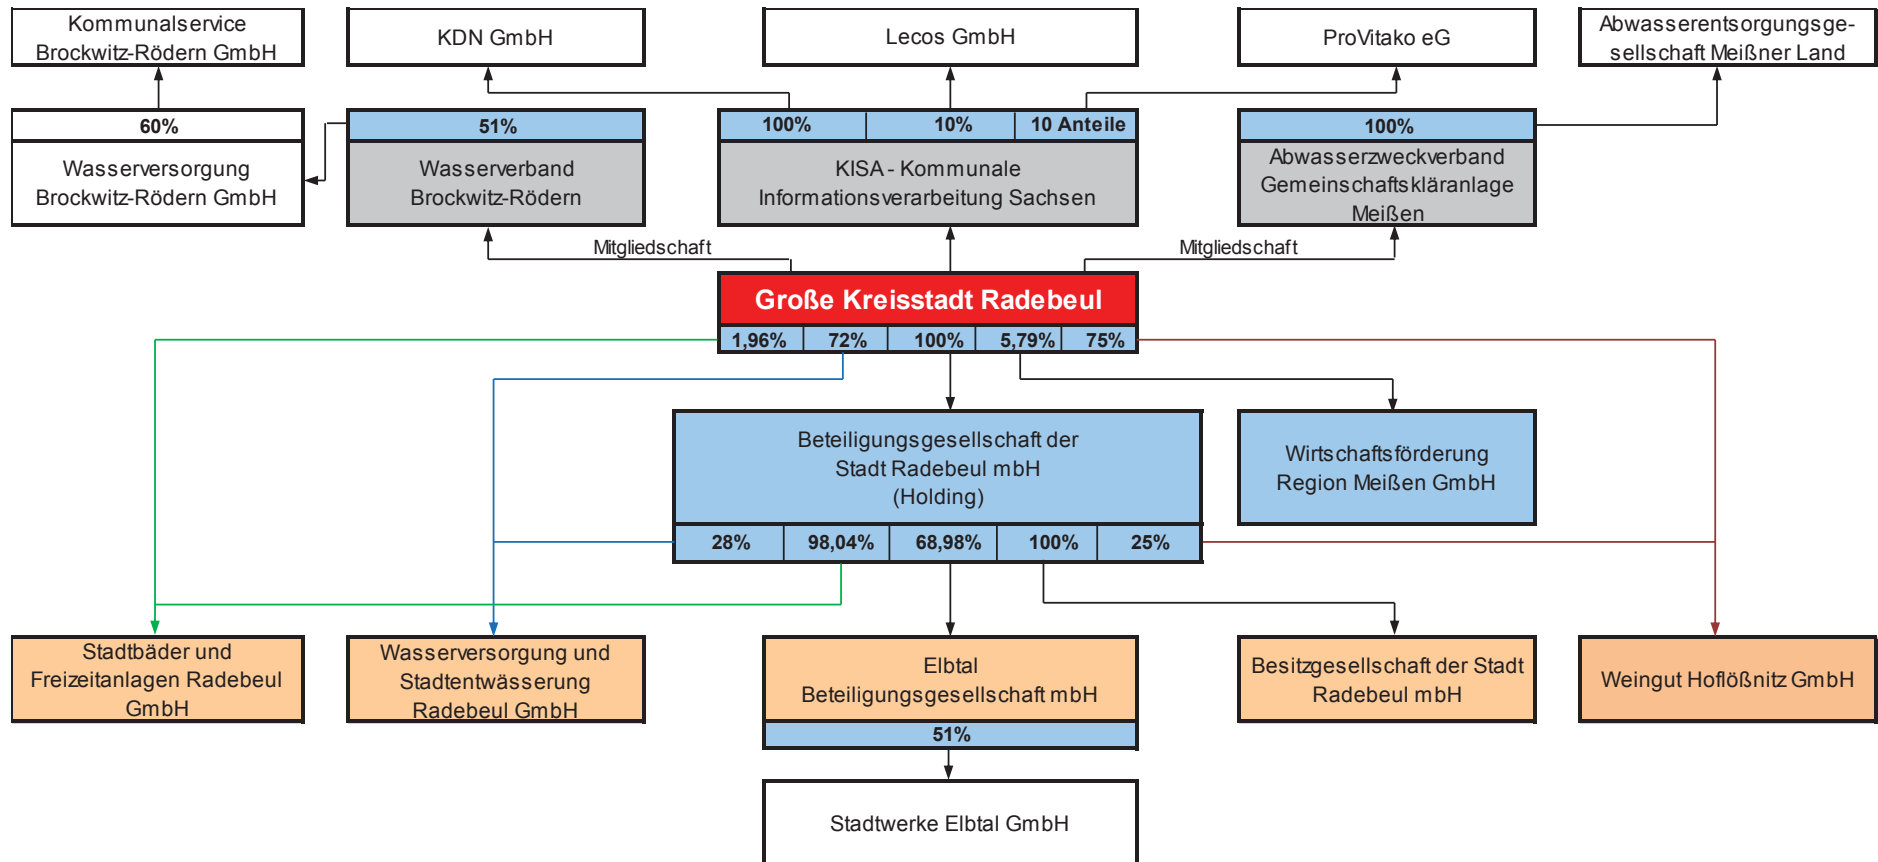 Kommunalservice
Brockwitz-Rödern GmbH
KDN GmbH
Lecos GmbH
ProVitako eG
Abwasserentsorgungsge-
sellschaft Meißner Land
60%
51%
100%
10%
10 Anteile
100%
Wasserversorgung
Brockwitz-Rödern GmbH
Wasserverband
Brockwitz-Rödern
KISA - Kommunale
Informationsverarbeitung Sachsen
Abwasserzweckverband
Gemeinschaftskläranlage
Meißen
Mitgliedschaft
Mitgliedschaft
Große Kreisstadt Radebeul
1,96%
72%
100%
5,79%
75%
Beteiligungsgesellschaft der
Stadt Radebeul mbH
(Holding)
Wirtschaftsförderung
Region Meißen GmbH
28%
98,04%
68,98%
100%
25%
Stadtbäder und
Freizeitanlagen Radebeul
GmbH
Wasserversorgung und
Stadtentwässerung
Radebeul GmbH
Elbtal
Beteiligungsgesellschaft mbH
Besitzgesellschaft der Stadt
Radebeul mbH
Weingut Hoflößnitz GmbH
51%
Stadtwerke Elbtal GmbH